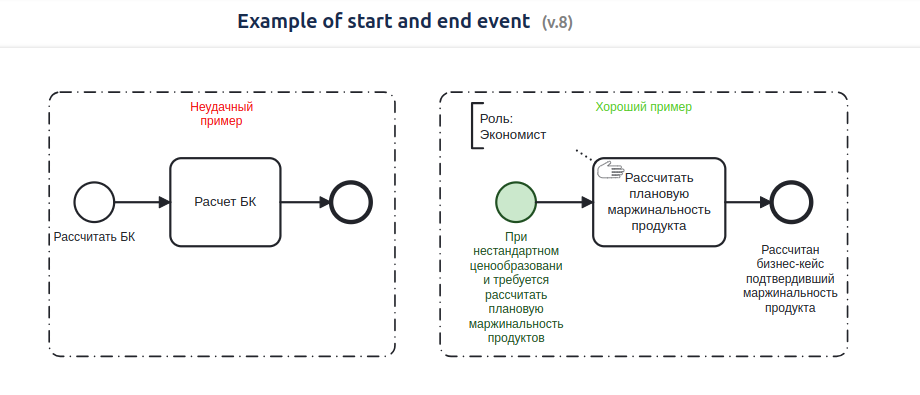 Example of start and end event (v.8)
Неудачный
пример
Рассчитать БК
Расчет БК
Хороший пример
Роль:
Экономист
При
нестандартном
ценообразовани
и требуется
рассчитать
плановую
маржинальность
продуктов
Рассчитать
плановую
маржинальность
продукта
Рассчитан
бизнес-кейс
подтвердивший
маржинальность
продукта